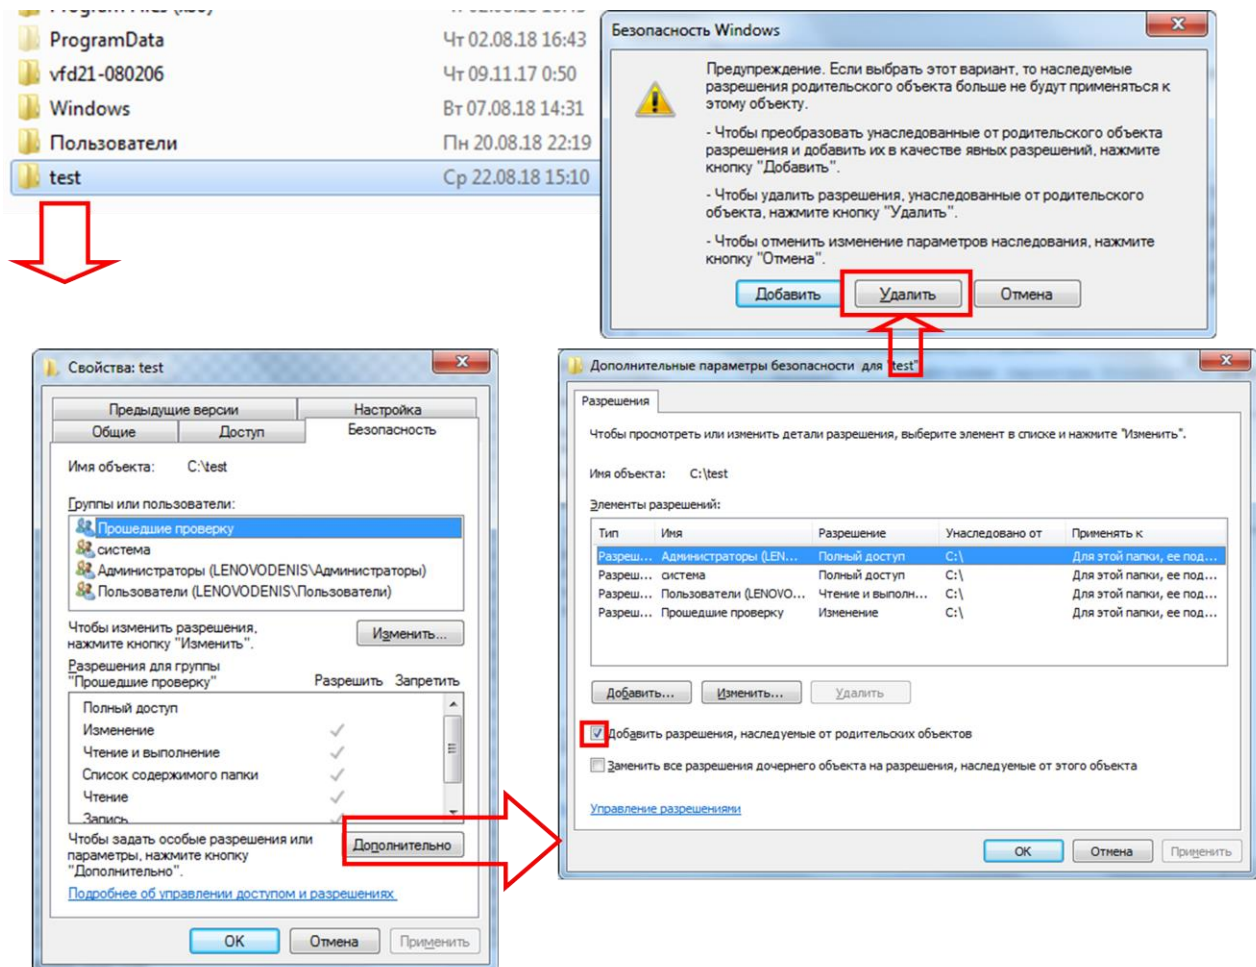 ProgramData Чт 02.08.18 16:43
vfd21-080206 Чт 09.11.17 0:50
Windows Вт 07.08.18 14:31
Пользователи Пн 20.08.18 22:19
test Ср 22.08.18 15:10
Безопасность Windows
Предупреждение. Если выбрать этот вариант, то наследуемые
разрешения родительского объекта больше не будут применяться к
этому объекту.
- Чтобы преобразовать унаследованные от родительского объекта
разрешения и добавить их в качестве явных разрешений, нажмите
кнопку "Добавить".
- Чтобы удалить разрешения, унаследованные от родительского
объекта, нажмите кнопку "Удалить".
- Чтобы отменить изменение параметров наследования, нажмите
кнопку "Отмена".
Добавить Удалить Отмена
Свойства: test
Предыдущие версии Настройка
Общие Доступ Безопасность
Имя объекта: C:\test
Группы или пользователи:
Прошедшие проверку
система
Администраторы (LENOVODENIS\Администраторы)
Пользователи (LENOVODENIS\Пользователи)
Чтобы изменить разрешения,
нажмите кнопку "Изменить".
Изменить...
Разрешения для группы
"Прошедшие проверку" Разрешить Запретить
Полный доступ
Изменение
Чтение и выполнение
Список содержимого папки
Чтение
Запись
Чтобы задать особые разрешения или
параметры, нажмите кнопку
"Дополнительно".
Дополнительно
Подробнее об управлении доступом и разрешениях
ОК Отмена Применить
Дополнительные параметры безопасности для "test"
Разрешения
Чтобы просмотреть или изменить детали разрешения, выберите элемент в списке и нажмите "Изменить".
Имя объекта: C:\test
Элементы разрешений:
Тип Имя Разрешение Унаследовано от Применять к
Разреш... Администраторы (LEN... Полный доступ C:\ Для этой папки, ее под...
Разреш... система Полный доступ C:\ Для этой папки, ее под...
Разреш... Пользователи (LENOVO... Чтение и выполн... C:\ Для этой папки, ее под...
Разреш... Прошедшие проверку Изменение C:\ Для этой папки, ее под...
Добавить... Изменить... Удалить
Добавить разрешения, наследуемые от родительских объектов
Заменить все разрешения дочернего объекта на разрешения, наследуемые от этого объекта
Управление разрешениями
ОК Отмена Применить